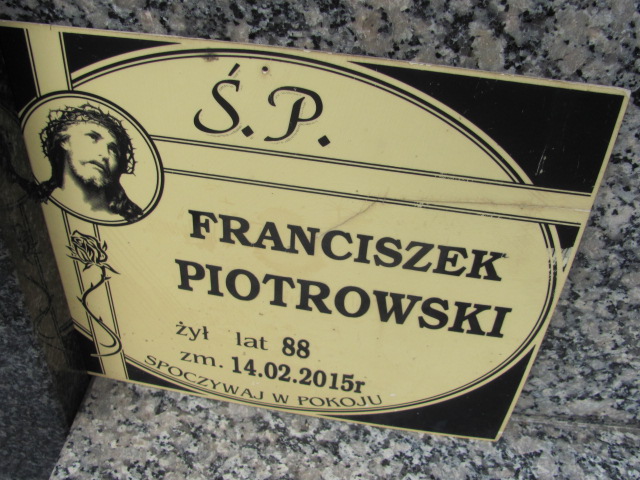 Ś.P.
FRANCISZEK
PIOTROWSKI
żył lat 88
zm. 14.02.2015r
SPOCZYWAJ W POKOJU